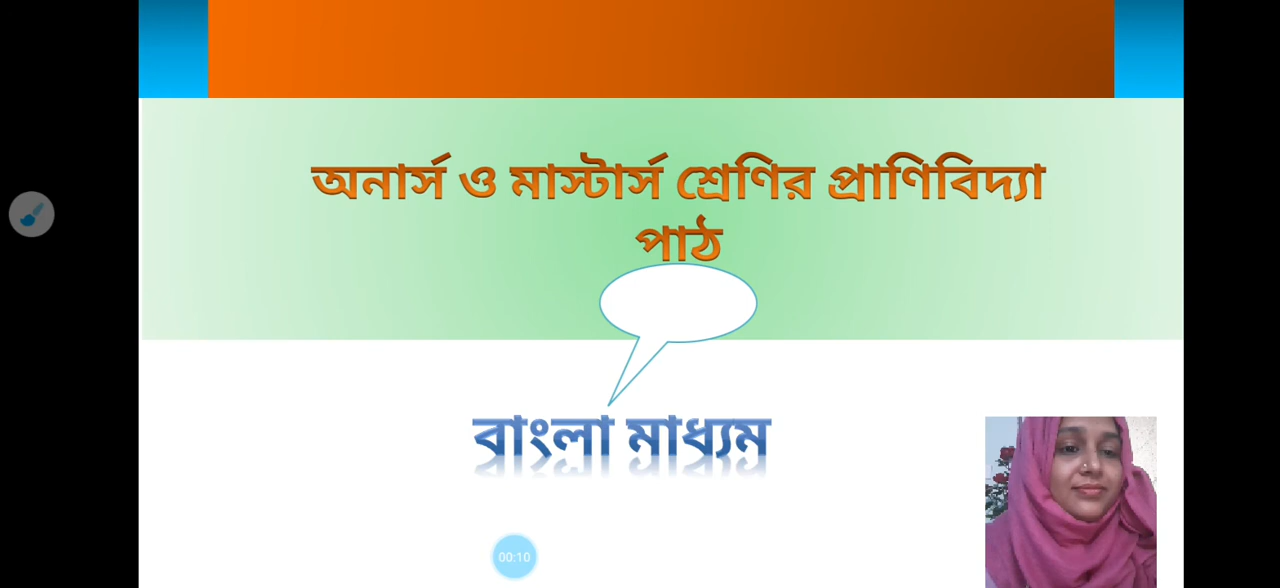 অনার্স ও মাস্টার্স শ্রেণির প্রাণিবিদ্যা
পাঠ
বাংলা মাধ্যম
00:10